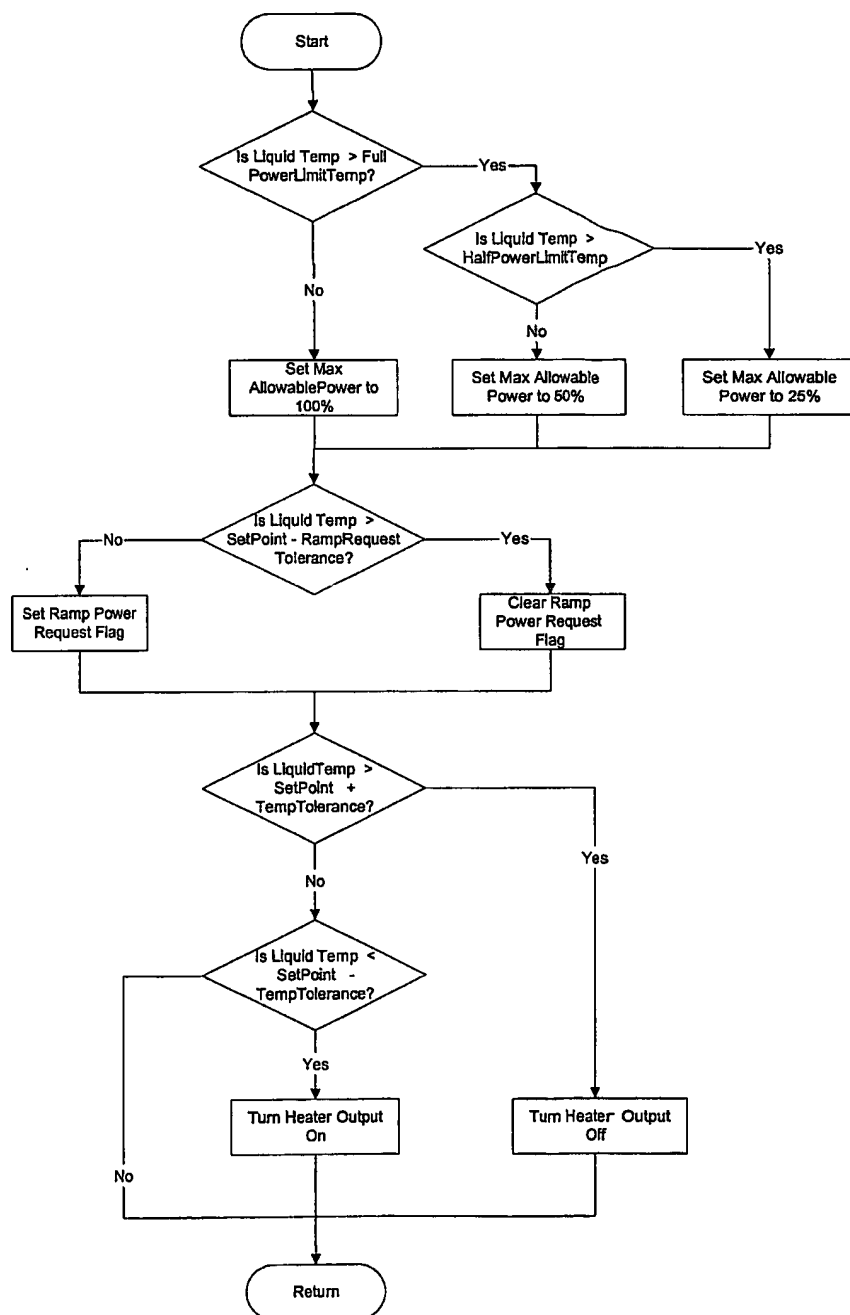 Start
Is Liquid Temp > Full
PowerLimitTemp?
Yes
Is Liquid Temp >
HalfPowerLimitTemp
Yes
No
No
Set Max
AllowablePower to
100%
Set Max Allowable
Power to 50%
Set Max Allowable
Power to 25%
Is Liquid Temp >
SetPoint - RampRequest
Tolerance?
No
Yes
Set Ramp Power
Request Flag
Clear Ramp
Power Request
Flag
Is LiquidTemp >
SetPoint +
TempTolerance?
Yes
No
Is Liquid Temp <
SetPoint -
TempTolerance?
Yes
Turn Heater Output
On
Turn Heater Output
Off
No
Return